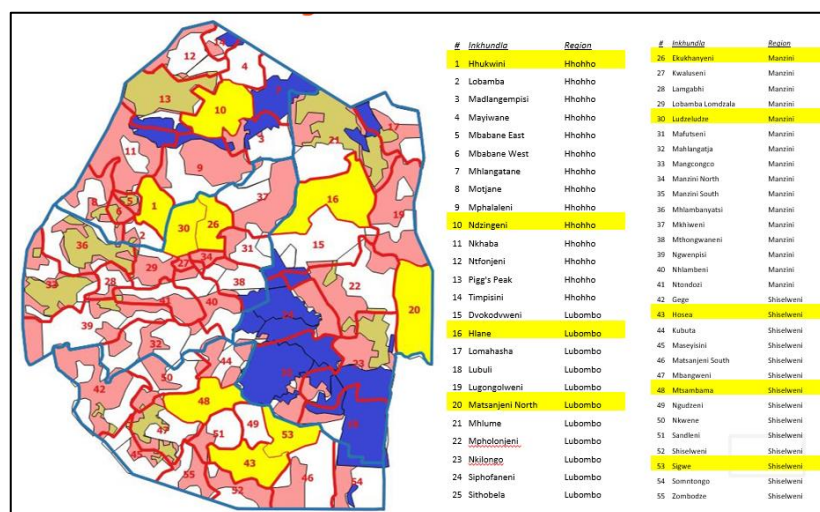 12
4
13
10
21
3
11
9
16
19
37
5
6
1
30
26
2
15
36
31
34
27
29
28
33
38
22
20
40
39
32
44
23
50
42
48
47
51
49
53
45
43
55
52
46
54
# Inkhundla Region
1 Hhukwini Hhohho
2 Lobamba Hhohho
3 Madlangempisi Hhohho
4 Mayiwane Hhohho
5 Mbabane East Hhohho
6 Mbabane West Hhohho
7 Mhlangatane Hhohho
8 Motjane Hhohho
9 Mphalaleni Hhohho
10 Ndzingeni Hhohho
11 Nkhaba Hhohho
12 Ntfonjeni Hhohho
13 Pigg's Peak Hhohho
14 Timpisini Hhohho
15 Dvokodvweni Lubombo
16 Hlane Lubombo
17 Lomahasha Lubombo
18 Lubuli Lubombo
19 Lugongolweni Lubombo
20 Matsanjeni North Lubombo
21 Mhlume Lubombo
22 Mpholonjeni Lubombo
23 Nkilongo Lubombo
24 Siphofaneni Lubombo
25 Sithobela Lubombo
# Inkhundla Region
26 Ekukhanyeni Manzini
27 Kwaluseni Manzini
28 Lamgabhi Manzini
29 Lobamba Lomdzala Manzini
30 Ludzeludze Manzini
31 Mafutseni Manzini
32 Mahlangatja Manzini
33 Mangcongco Manzini
34 Manzini North Manzini
35 Manzini South Manzini
36 Mhlambanyatsi Manzini
37 Mkhiweni Manzini
38 Mthongwaneni Manzini
39 Ngwenpisi Manzini
40 Nhlambeni Manzini
41 Ntondozi Manzini
42 Gege Shiselweni
43 Hosea Shiselweni
44 Kubuta Shiselweni
45 Maseyisini Shiselweni
46 Matsanjeni South Shiselweni
47 Mbangweni Shiselweni
48 Mtsambama Shiselweni
49 Ngudzeni Shiselweni
50 Nkwene Shiselweni
51 Sandleni Shiselweni
52 Shiselweni Shiselweni
53 Sigwe Shiselweni
54 Somntongo Shiselweni
55 Zombodze Shiselweni